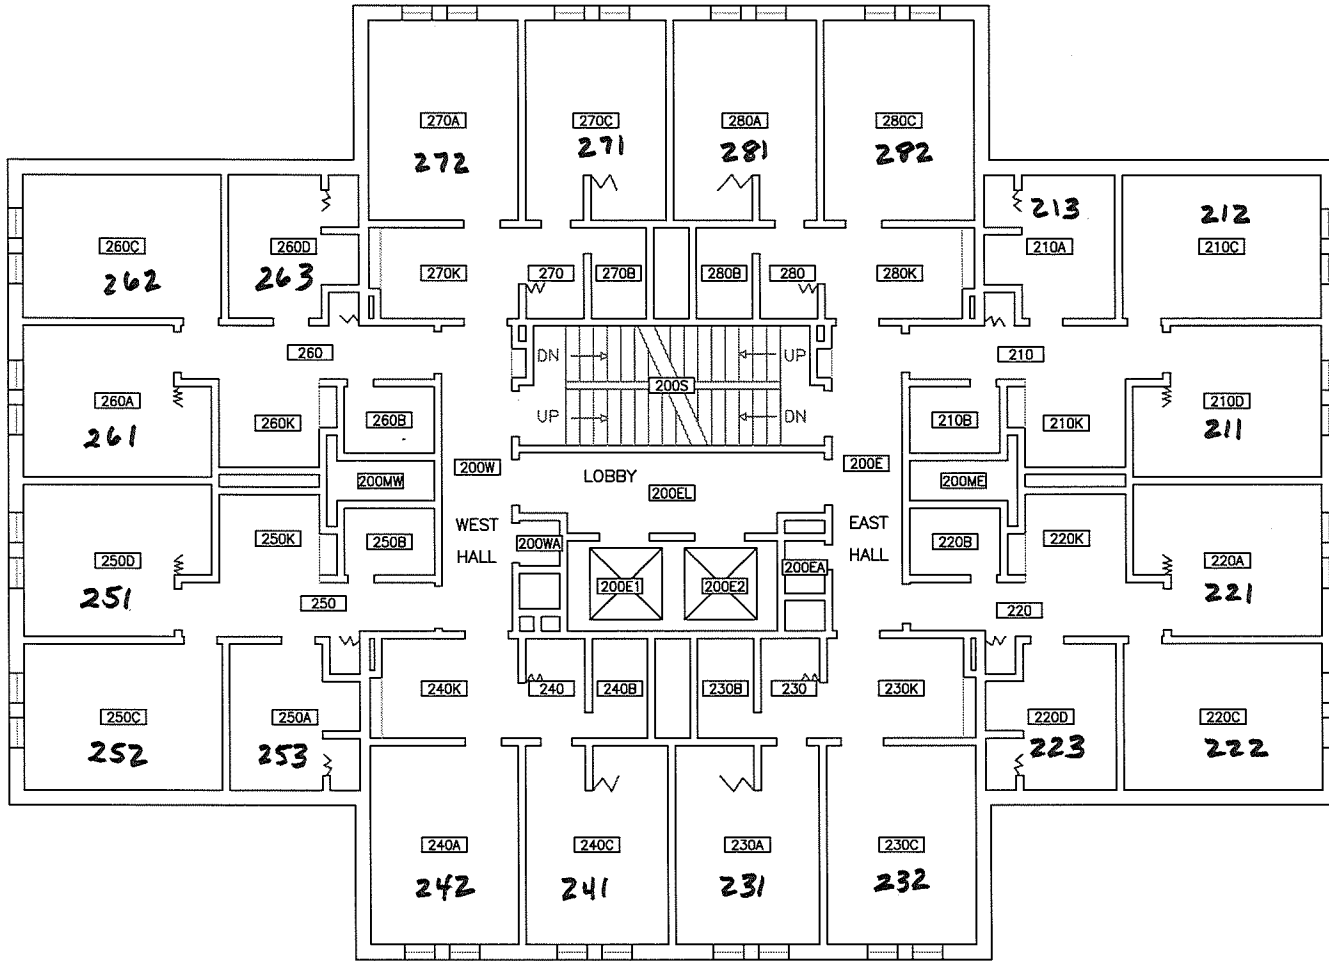 270A
270C
280A
280C
272
271
281
282
213
212
260C
260D
210A
210C
262
263
270K
270
270B
280B
280
280K
260
DN
UP
210
200S
260A
260B
210B
210D
261
260K
UP
DN
210K
211
200W
LOBBY
200E
200MW
200EL
200ME
WEST
HALL
EAST
HALL
250K
250B
200WA
220B
220K
250D
200E1
200E2
200EA
220A
251
221
250
220
240K
240
240B
230B
230
230K
250C
250A
220D
220C
252
253
223
222
240A
240C
230A
230C
242
241
231
232